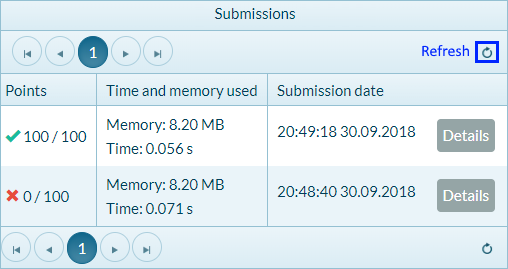 Submissions
1 Refresh
Points Time and memory used Submission date
100 / 100 Memory: 8.20 MB 20:49:18 30.09.2018 Details
Time: 0.056 s
0 / 100 Memory: 8.20 MB 20:48:40 30.09.2018 Details
Time: 0.071 s
1